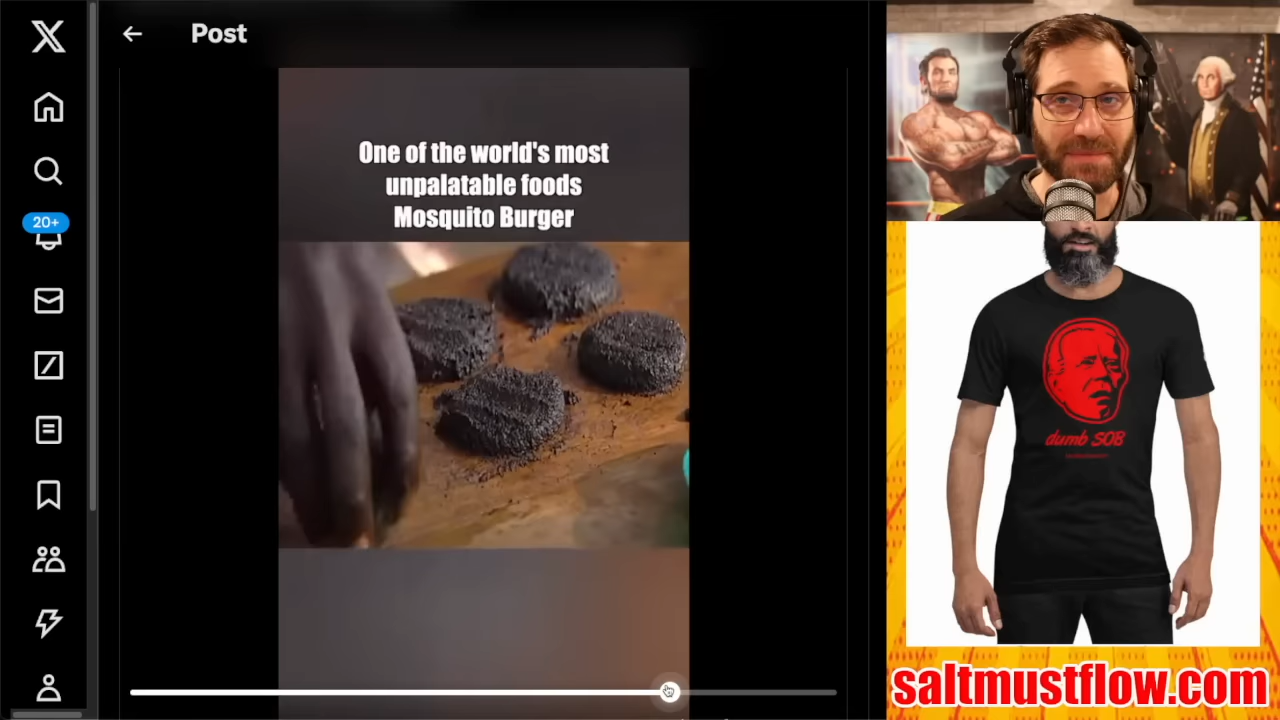 Post
20+
One of the world's most
unpalatable foods
Mosquito Burger
dumb SOB
saltmustflow.com